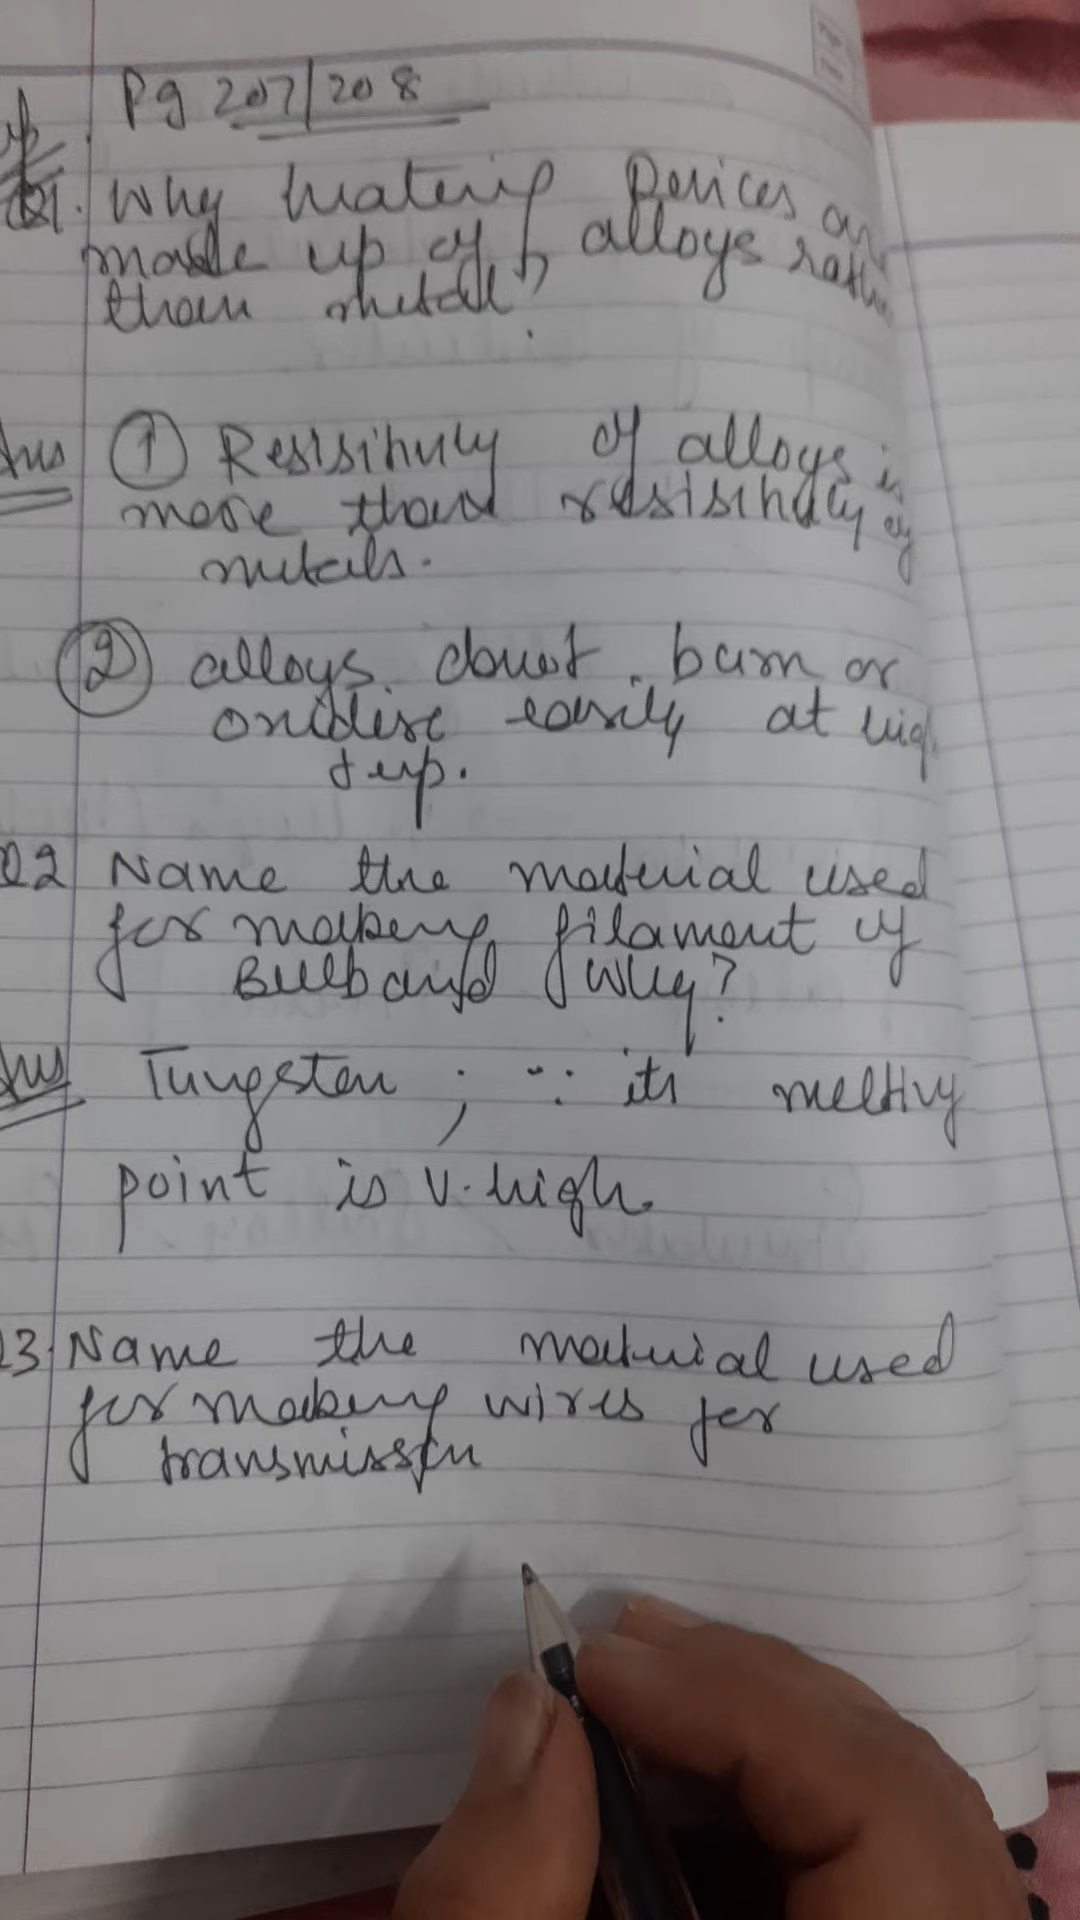 Pg 207/208
Q1. Why heating Devices are
made up of alloys rather
than metal?
Ans ① Resistivity of alloys is
more than resistivity of
metals.
② alloys donot burn or
oxidise easily at high
temp.
Q2 Name the material used
for making filament of
Bulb and why?
Ans Tungsten ; ∵ its melting
point is v. high.
Q3. Name the material used
for making wires for
transmission